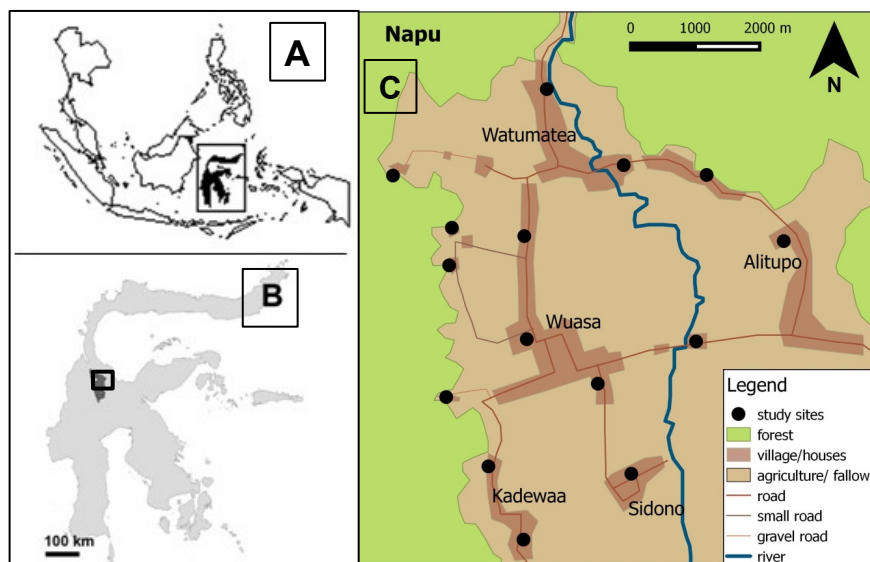 A
B
100 km
Napu
C
0 1000 2000 m
N
Watumatea
Alitupo
Wuasa
Kadewaa
Sidono
Legend
study sites
forest
village/houses
agriculture/ fallow
road
small road
gravel road
river